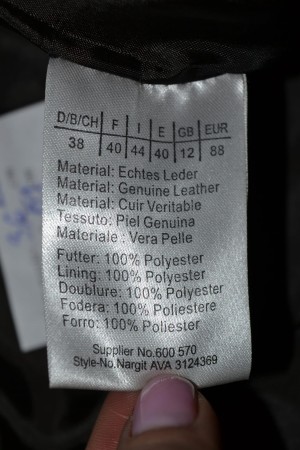 D/B/CH F I E GB EUR
38 40 44 40 12 88
Material: Echtes Leder
Material: Genuine Leather
Material: Cuir Veritable
Tessuto: Piel Genuina
Materiale : Vera Pelle
Futter: 100% Polyester
Lining: 100% Polyester
Doublure: 100% Polyester
Fodera: 100% Poliestere
Forro: 100% Poliester
Supplier No.600 570
Style-No.Nargit AVA 3124369